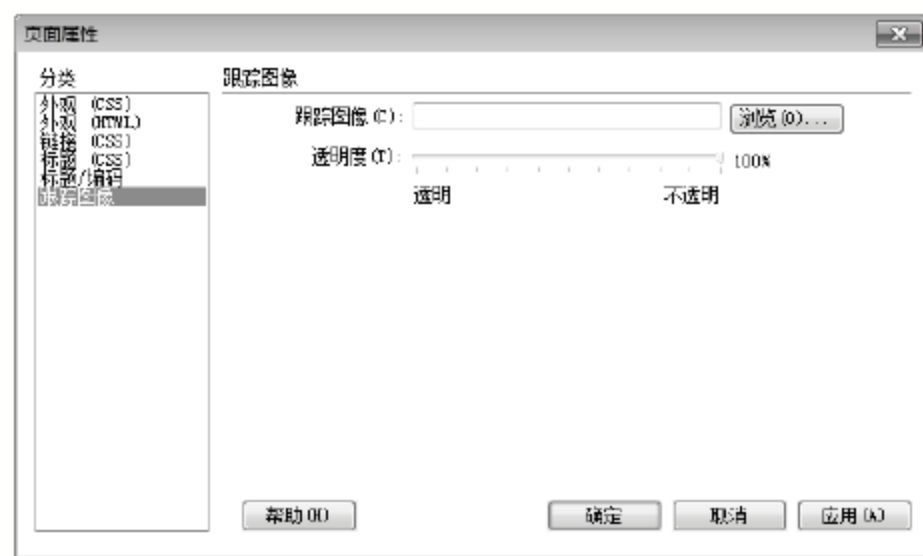 页面属性
分类
外观 (CSS)
外观 (HTML)
链接 (CSS)
标题 (CSS)
标题/编码
跟踪图像
跟踪图像
跟踪图像(C):
浏览(O)...
透明度(T):
100%
透明
不透明
帮助(H)
确定
取消
应用(A)